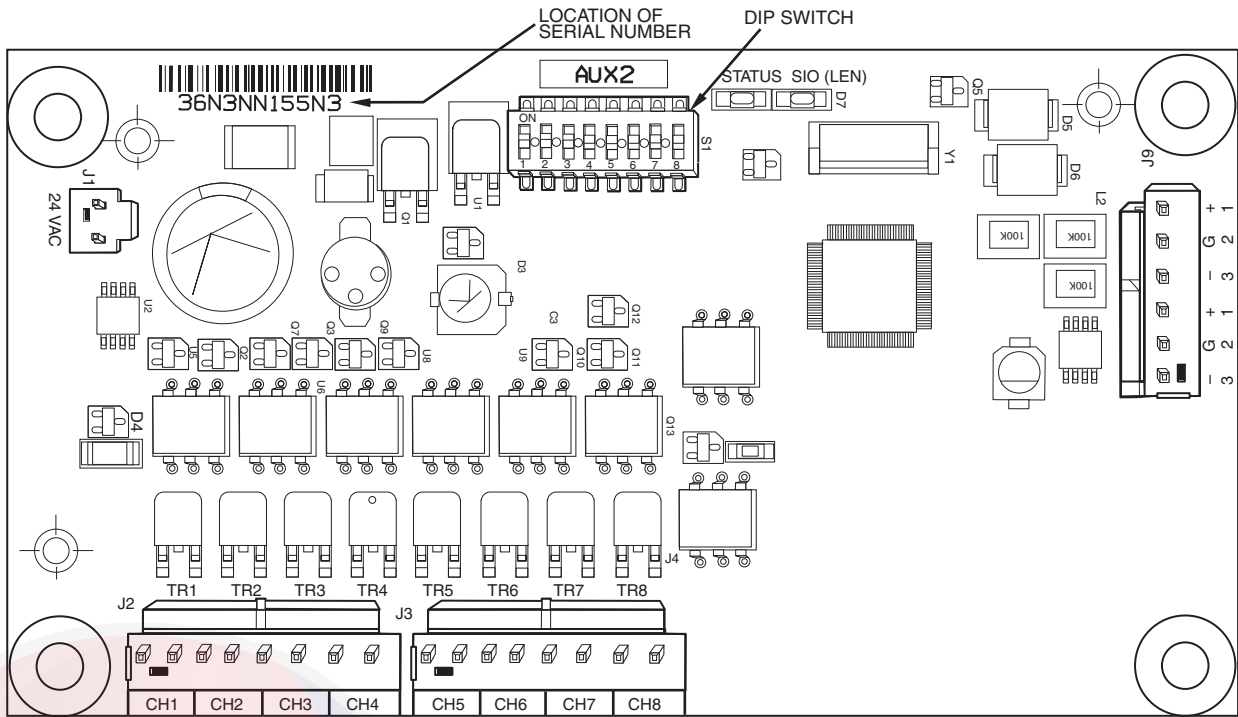 LOCATION OF
SERIAL NUMBER
DIP SWITCH
36N3NN155N3
AUX2
STATUS SIO (LEN)
D7
Q5
D5
D6
J9
Y1
ON
1 2 3 4 5 6 7 8
S1
J1
24 VAC
Q1
U1
L2
+ 1
G 2
– 3
+ 1
G 2
– 3
100K
100K
100K
U2
D3
C3
Q12
U5
Q2
Q7
Q3
Q9
U8
U9
Q10
Q11
U6
D4
Q13
J4
TR1 TR2 TR3 TR4 TR5 TR6 TR7 TR8
J2
J3
CH1 CH2 CH3 CH4 CH5 CH6 CH7 CH8